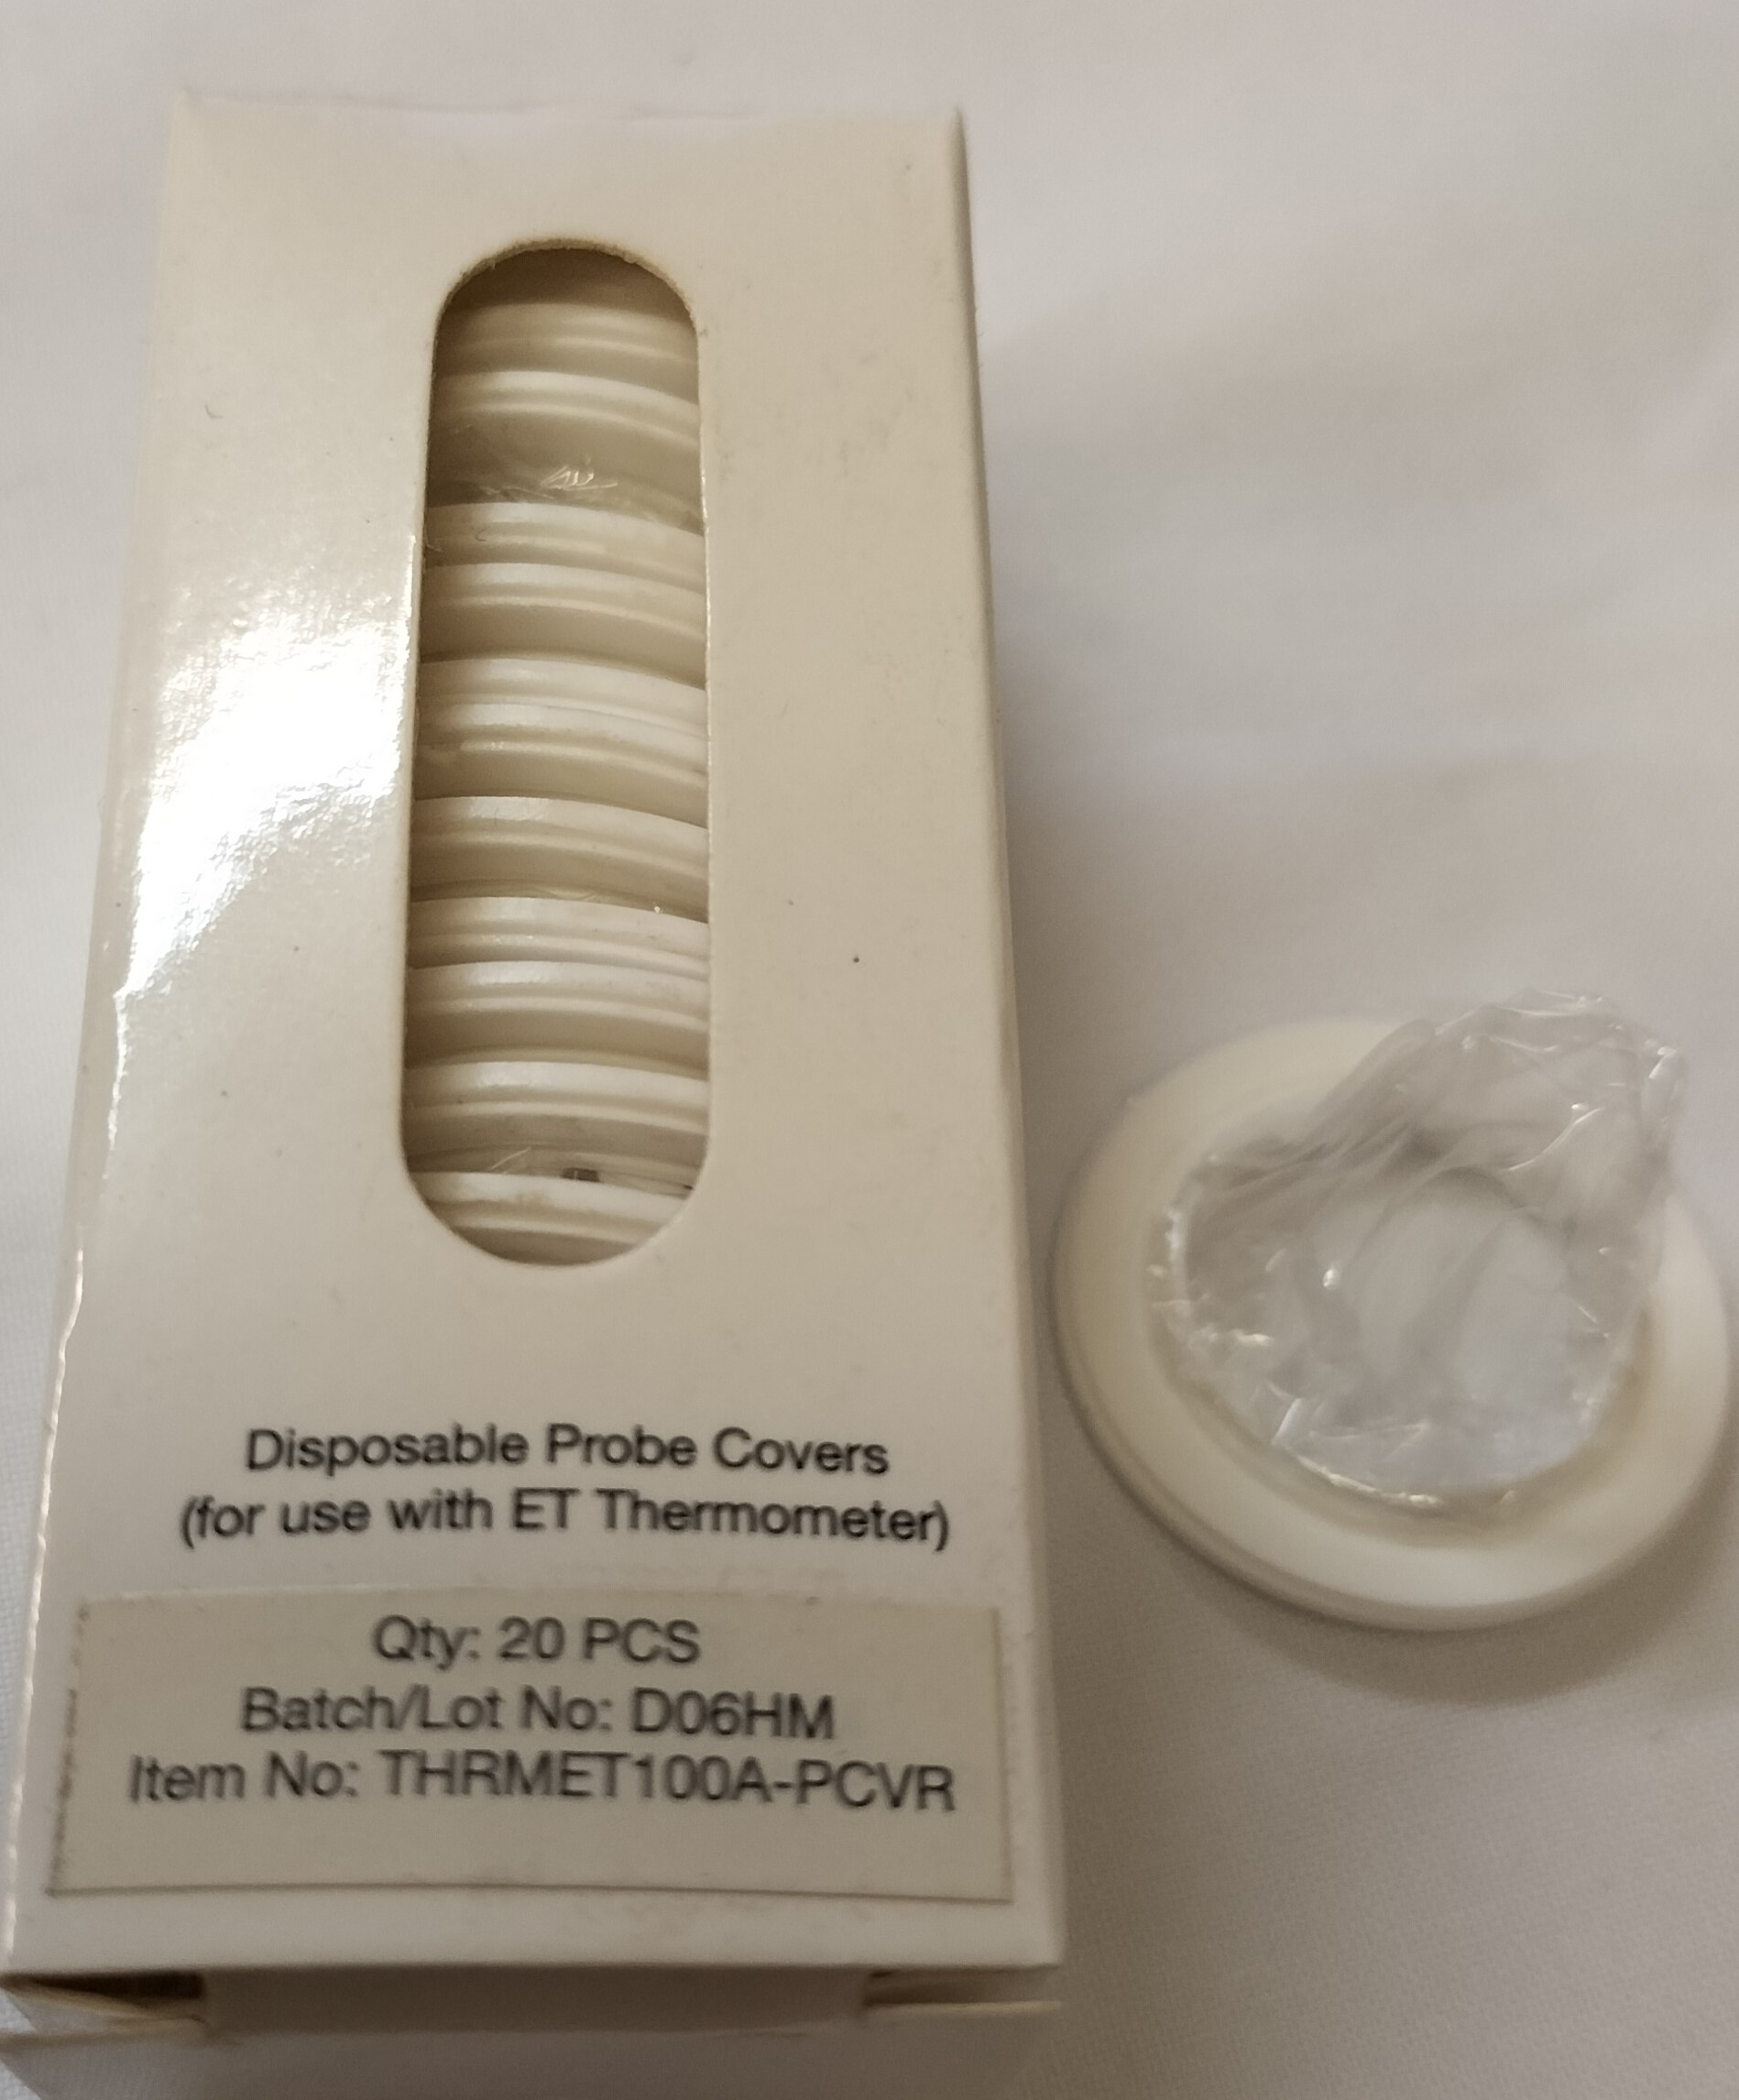 Disposable Probe Covers
(for use with ET Thermometer)
Qty: 20 PCS
Batch/Lot No: D06HM
Item No: THRMET100A-PCVR